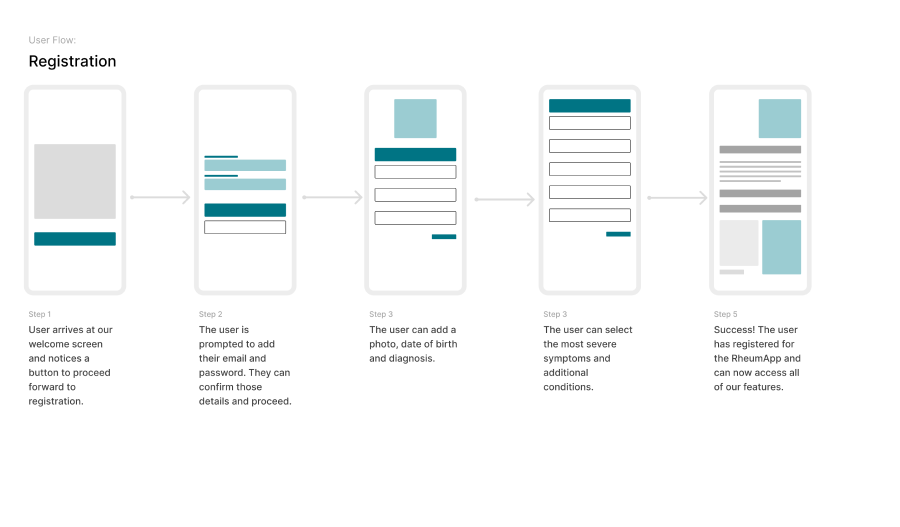 User Flow:
Registration
Step 1
User arrives at our
welcome screen
and notices a
button to proceed
forward to
registration.
Step 2
The user is
prompted to add
their email and
password. They can
confirm those
details and proceed.
Step 3
The user can add a
photo, date of birth
and diagnosis.
Step 3
The user can select
the most severe
symptoms and
additional
conditions.
Step 5
Success! The user
has registered for
the RheumApp and
can now access all
of our features.